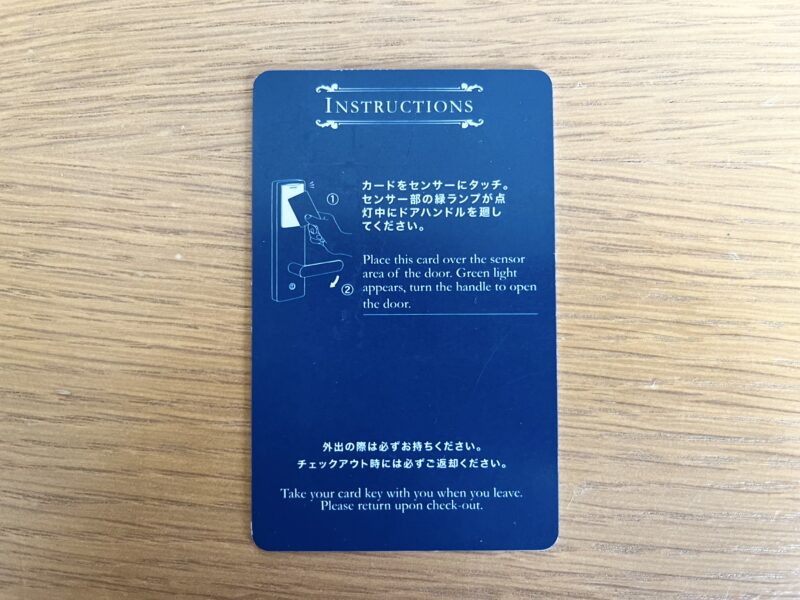 INSTRUCTIONS
①
カードをセンサーにタッチ。
センサー部の緑ランプが点
灯中にドアハンドルを廻し
てください。
Place this card over the sensor
area of the door. Green light
appears, turn the handle to open
the door.
②
外出の際は必ずお持ちください。
チェックアウト時には必ずご返却ください。
Take your card key with you when you leave.
Please return upon check-out.